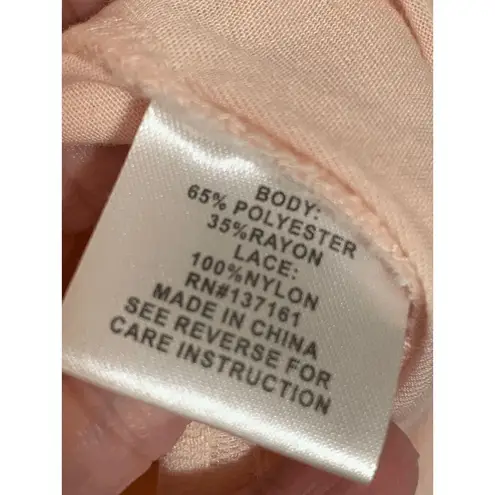 BODY:
65% POLYESTER
35%RAYON
LACE:
100%NYLON
RN#137161
MADE IN CHINA
SEE REVERSE FOR
CARE INSTRUCTION